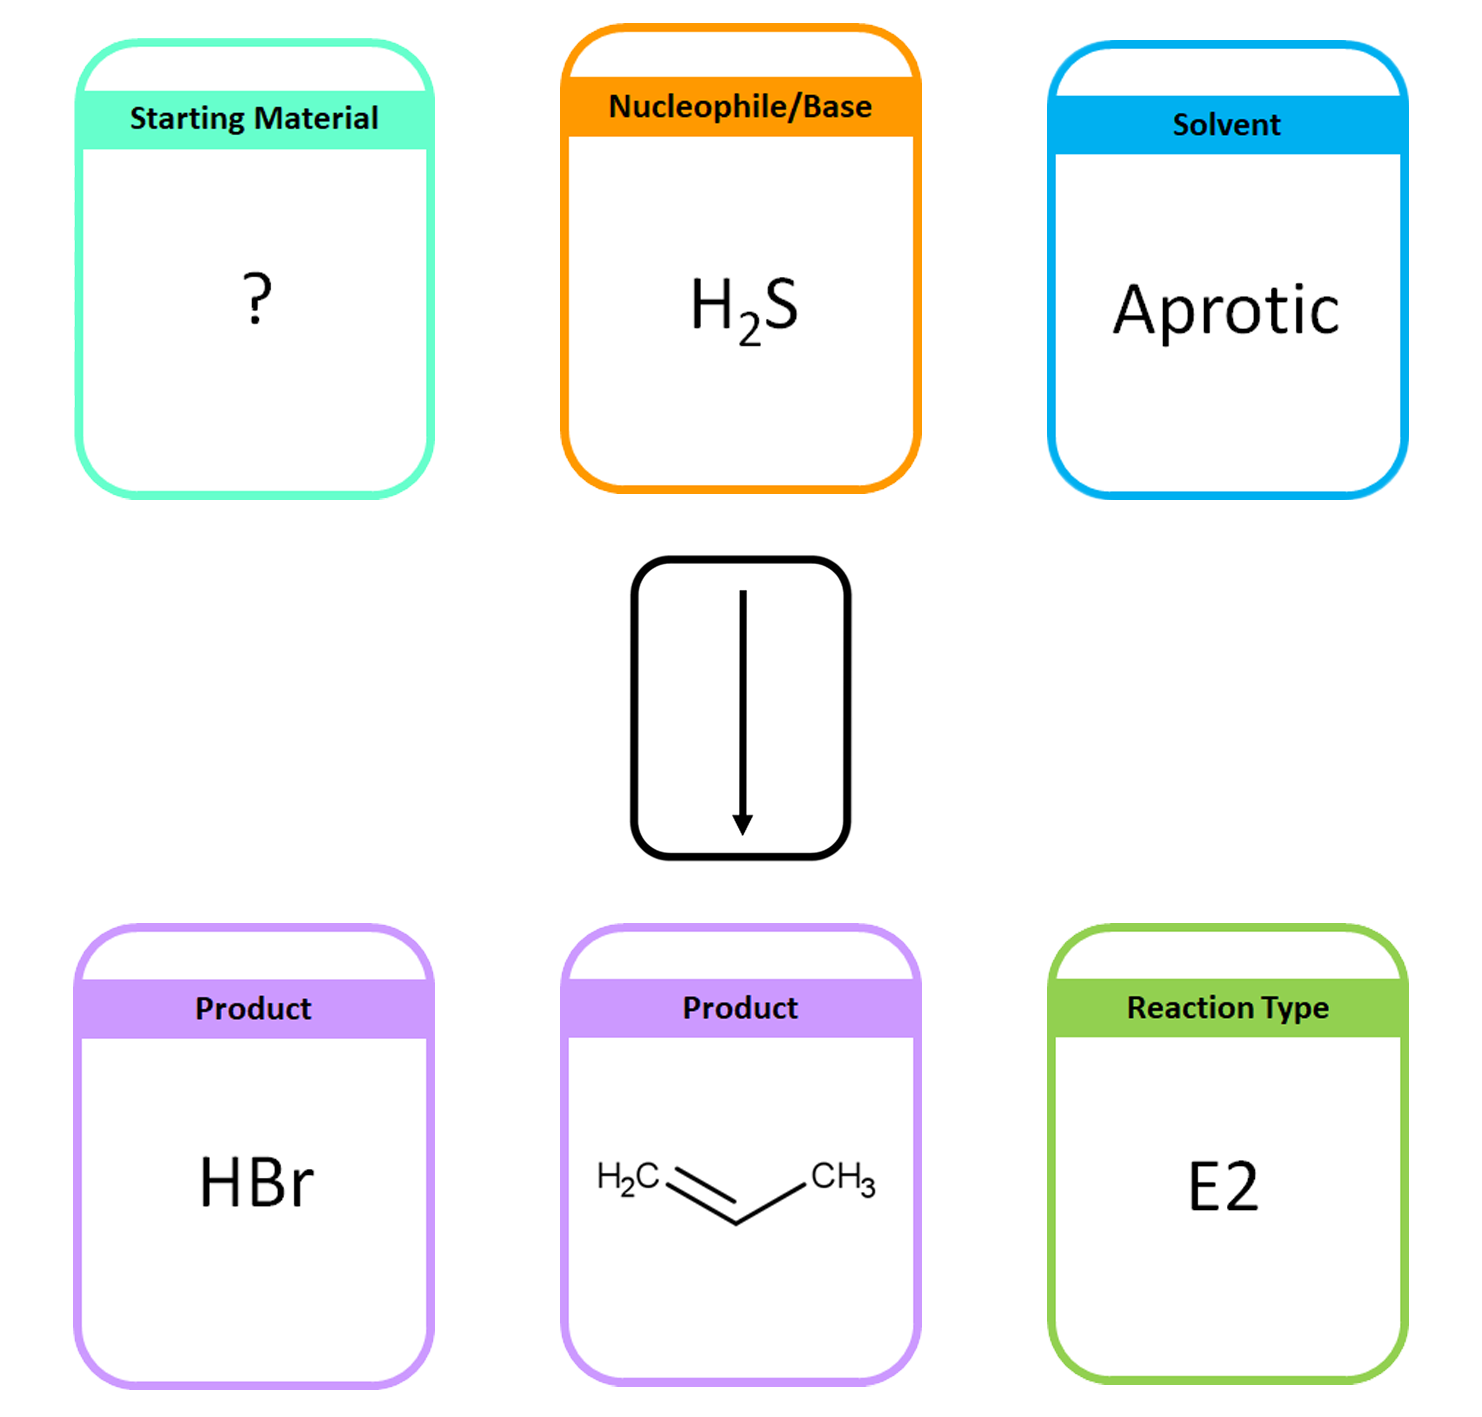 Starting Material
Nucleophile/Base
Solvent
?
H₂S
Aprotic
Product
Product
Reaction Type
HBr
H₂C
CH₃
E2